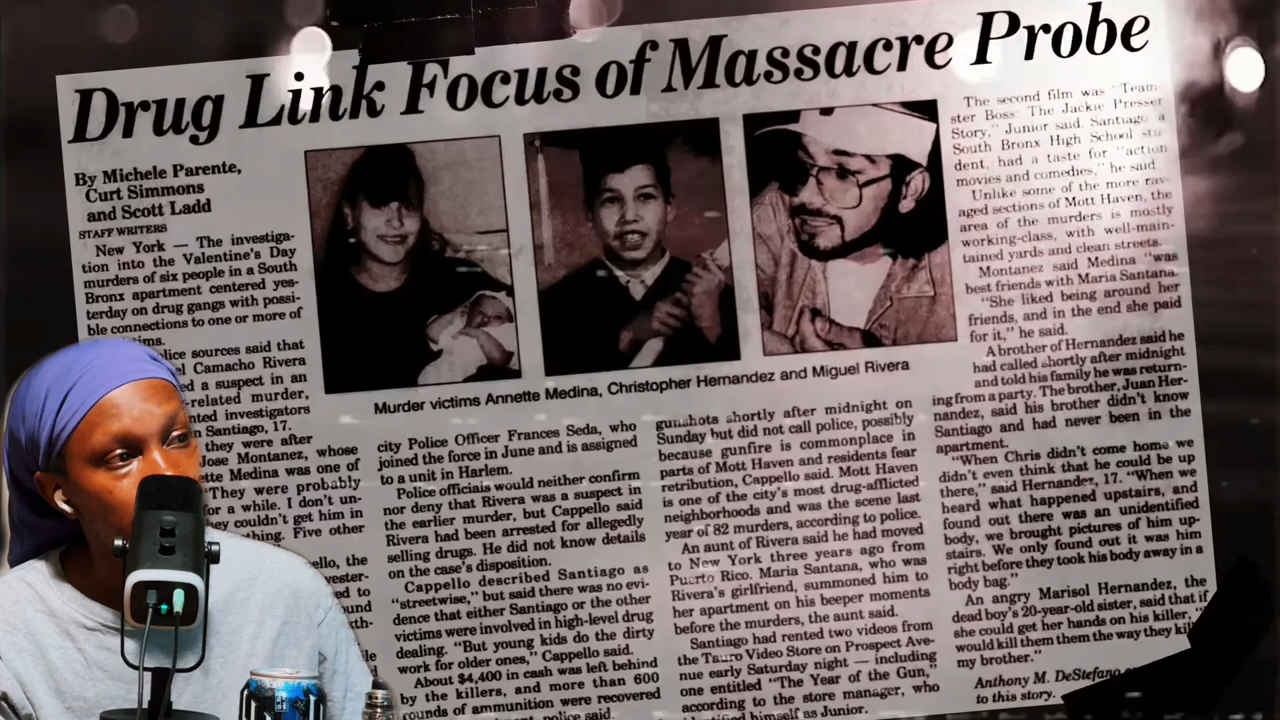 Drug Link Focus of Massacre Probe
By Michele Parente,
Curt Simmons
and Scott Ladd
STAFF WRITERS
New York — The investiga-
tion into the Valentine's Day
murders of six people in a South
Bronx apartment centered yes-
terday on drug gangs with possi-
ble connections to one or more of
tims.
lice sources said that
el Camacho Rivera
ed a suspect in an
-related murder,
nted investigators
n Santiago, 17.
they were after
Jose Montanez, whose
ette Medina was one of
"They were probably
for a while. I don't un-
hey couldn't get him in
thing. Five other
ello, the
yester-
ed to
ound
xth-
Murder victims Annette Medina, Christopher Hernandez and Miguel Rivera
city Police Officer Frances Seda, who
joined the force in June and is assigned
to a unit in Harlem.
Police officials would neither confirm
nor deny that Rivera was a suspect in
the earlier murder, but Cappello said
Rivera had been arrested for allegedly
selling drugs. He did not know details
on the case's disposition.
Cappello described Santiago as
"streetwise," but said there was no evi-
dence that either Santiago or the other
victims were involved in high-level drug
dealing. "But young kids do the dirty
work for older ones," Cappello said.
About $4,400 in cash was left behind
by the killers, and more than 600
rounds of ammunition were recovered
police said.
gunshots shortly after midnight on
Sunday but did not call police, possibly
because gunfire is commonplace in
parts of Mott Haven and residents fear
retribution, Cappello said. Mott Haven
is one of the city's most drug-afflicted
neighborhoods and was the scene last
year of 82 murders, according to police.
An aunt of Rivera said he had moved
to New York three years ago from
Puerto Rico. Maria Santana, who was
Rivera's girlfriend, summoned him to
her apartment on his beeper moments
before the murders, the aunt said.
Santiago had rented two videos from
the Tauro Video Store on Prospect Ave-
nue early Saturday night — including
one entitled "The Year of the Gun,"
according to the store manager, who
identified himself as Junior.
The second film was "Team-
ster Boss: The Jackie Presser
Story," Junior said. Santiago a
South Bronx High School stu-
dent, had a taste for "action
movies and comedies," he said.
Unlike some of the more rav-
aged sections of Mott Haven, the
area of the murders is mostly
working-class, with well-main-
tained yards and clean streets.
Montanez said Medina "was
best friends with Maria Santana.
"She liked being around her
friends, and in the end she paid
for it," he said.
A brother of Hernandez said he
had called shortly after midnight
and told his family he was return-
ing from a party. The brother, Juan Her-
nandez, said his brother didn't know
Santiago and had never been in the
apartment.
"When Chris didn't come home we
didn't even think that he could be up
there," said Hernandez, 17. "When we
heard what happened upstairs, and
found out there was an unidentified
body, we brought pictures of him up-
stairs. We only found out it was him
right before they took his body away in a
body bag."
An angry Marisol Hernandez, the
dead boy's 20-year-old sister, said that if
she could get her hands on his killer, "
would kill them them the way they kil
my brother."
Anthony M. DeStefano
to this story.